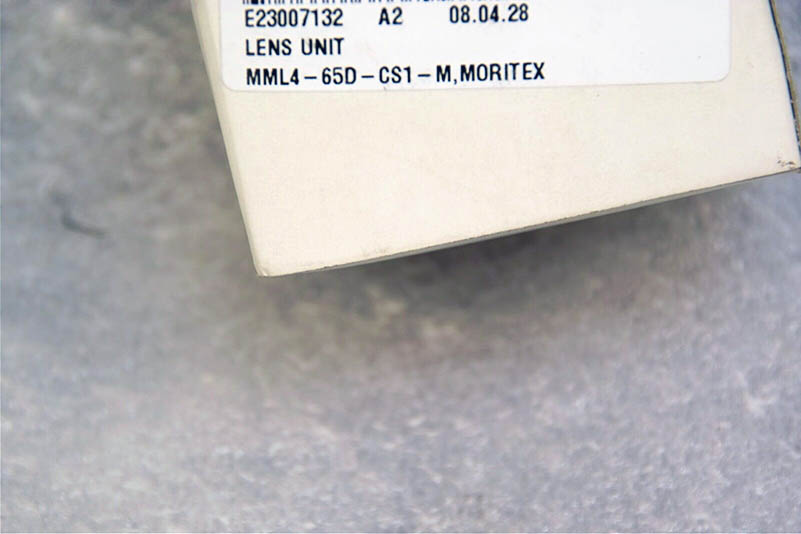 E23007132 A2 08.04.28
LENS UNIT
MML4-65D-CS1-M,MORITEX